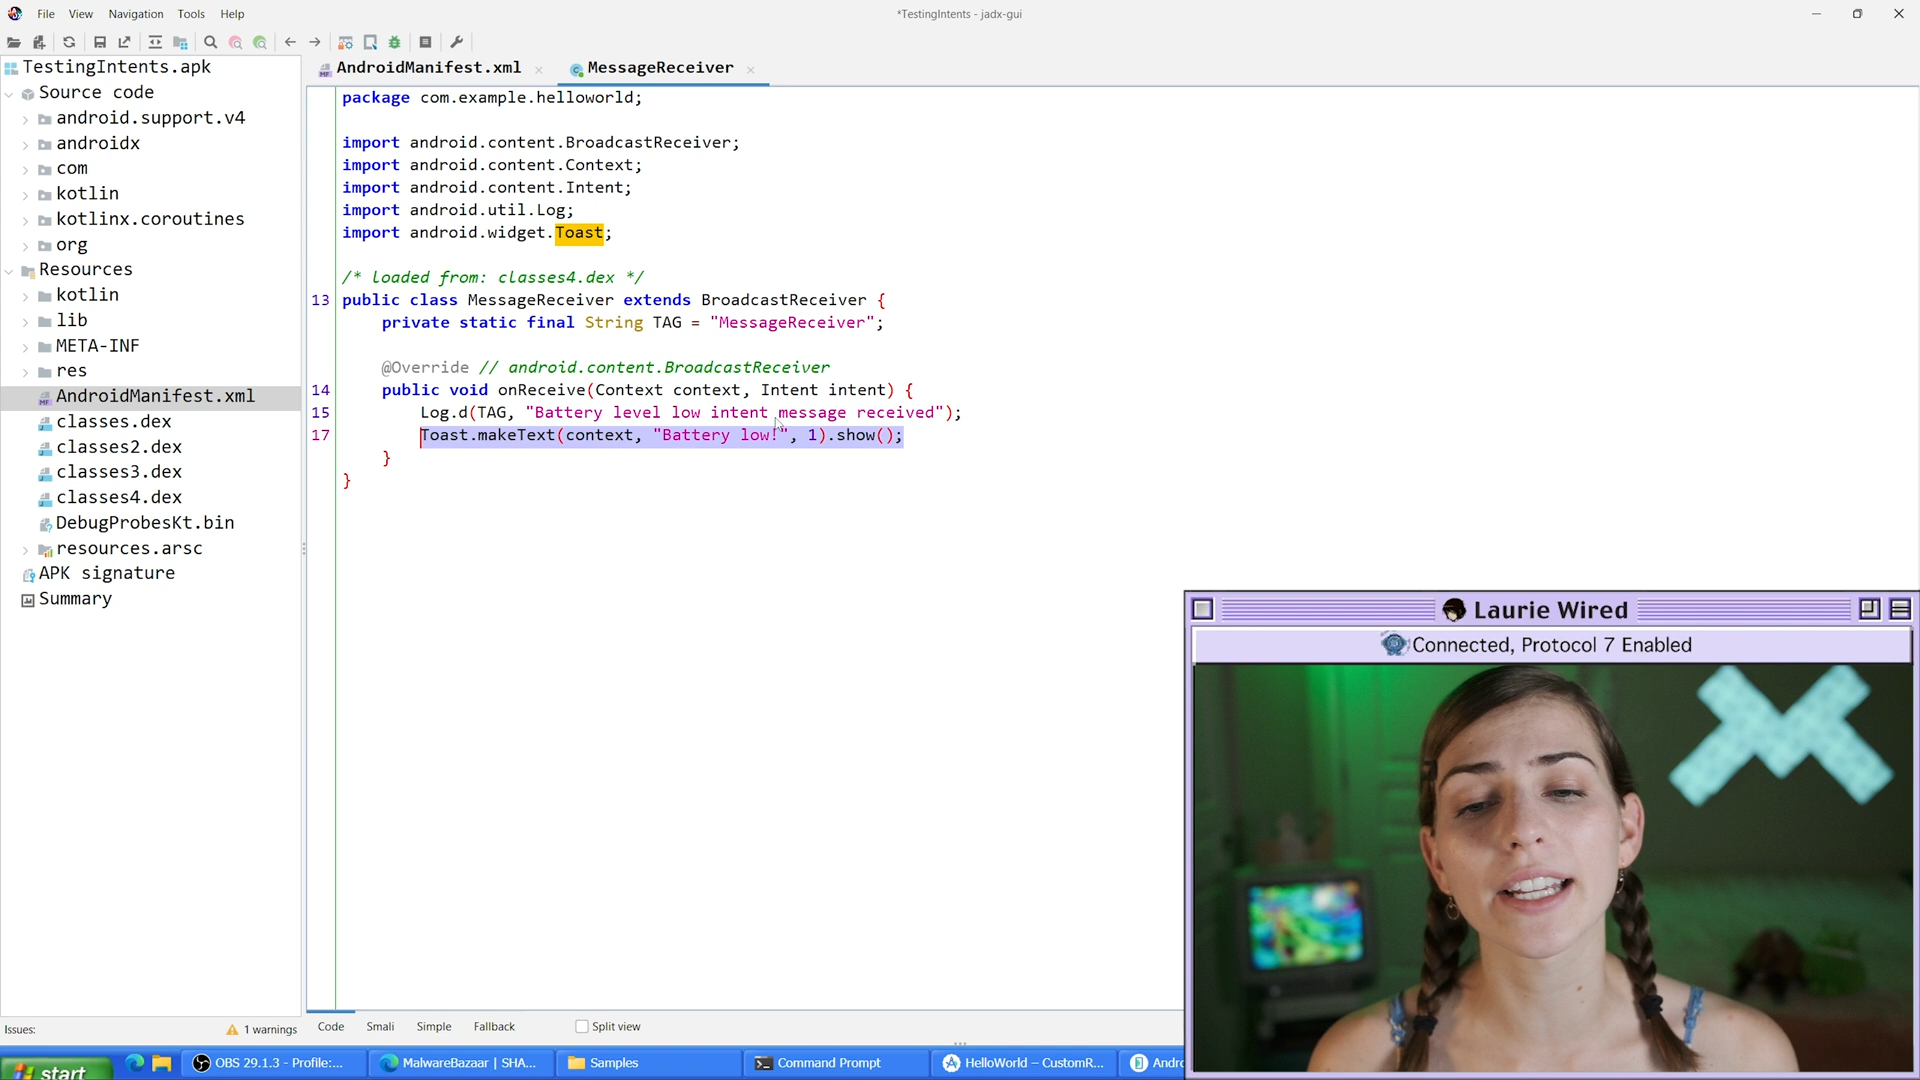 File View Navigation Tools Help
*TestingIntents - jadx-gui
TestingIntents.apk
Source code
android.support.v4
androidx
com
kotlin
kotlinx.coroutines
org
Resources
kotlin
lib
META-INF
res
AndroidManifest.xml
classes.dex
classes2.dex
classes3.dex
classes4.dex
DebugProbesKt.bin
resources.arsc
APK signature
Summary
Issues: 1 warnings
AndroidManifest.xml MessageReceiver
package com.example.helloworld;
import android.content.BroadcastReceiver;
import android.content.Context;
import android.content.Intent;
import android.util.Log;
import android.widget.Toast;
/* loaded from: classes4.dex */
13 public class MessageReceiver extends BroadcastReceiver {
private static final String TAG = "MessageReceiver";
@Override // android.content.BroadcastReceiver
14 public void onReceive(Context context, Intent intent) {
15 Log.d(TAG, "Battery level low intent message received");
17 Toast.makeText(context, "Battery low!", 1).show();
}
}
Code Smali Simple Fallback Split view
Laurie Wired
Connected, Protocol 7 Enabled
start OBS 29.1.3 - Profile:... MalwareBazaar | SHA... Samples Command Prompt HelloWorld – CustomR... Andro